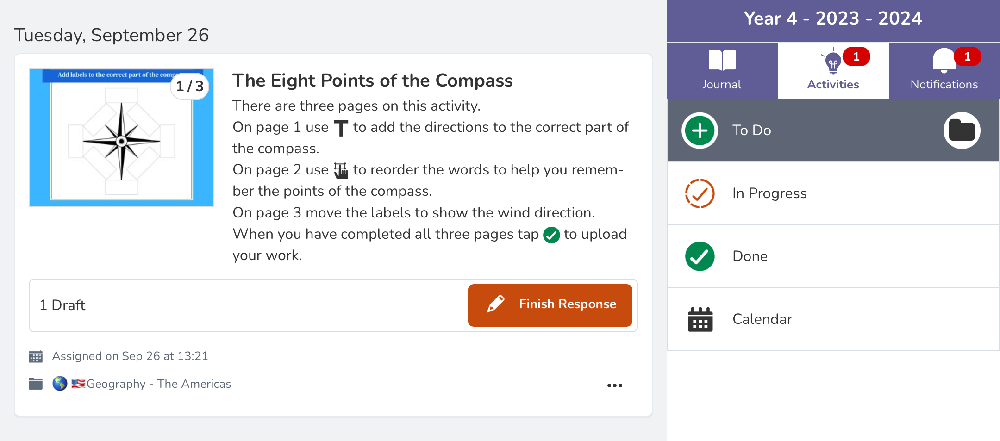 Tuesday, September 26
Add labels to the correct part of the
1 / 3
The Eight Points of the Compass
There are three pages on this activity.
On page 1 use T to add the directions to the correct part of
the compass.
On page 2 use to reorder the words to help you remem-
ber the points of the compass.
On page 3 move the labels to show the wind direction.
When you have completed all three pages tap to upload
your work.
1 Draft
Finish Response
Assigned on Sep 26 at 13:21
Geography - The Americas
Year 4 - 2023 - 2024
Journal
1
Activities
1
Notifications
To Do
In Progress
Done
Calendar